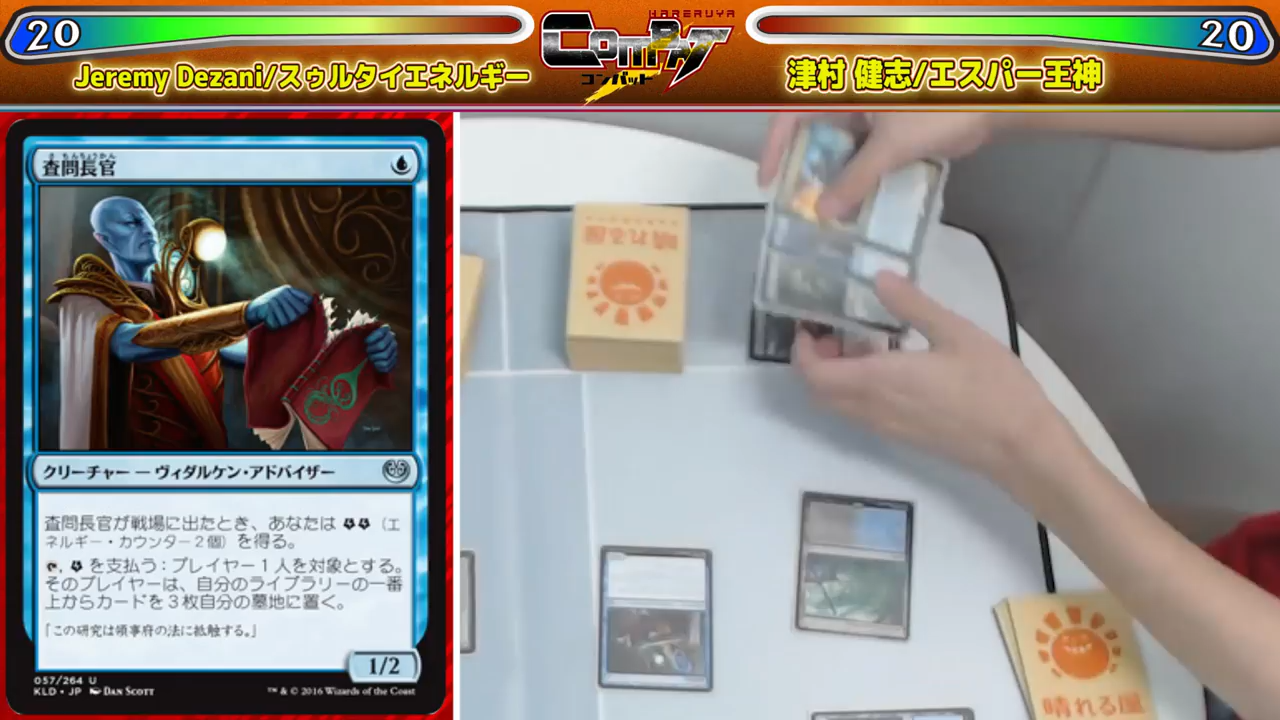 20
HARERUYA
COMBAT
コンバット
20
Jeremy Dezani/スゥルタイエネルギー
津村 健志/エスパー王神
さもんちょうかん
査問長官
クリーチャー — ヴィダルケン・アドバイザー
査問長官が戦場に出たとき、あなたは（エ
ネルギー・カウンター２個）を得る。
、を支払う：プレイヤー１人を対象とする。
そのプレイヤーは、自分のライブラリーの一番
上からカードを３枚自分の墓地に置く。
「この研究は領事府の法に抵触する。」
1/2
057/264 U
KLD • JP DAN SCOTT
™ & © 2016 Wizards of the Coast
晴れる屋
晴れる屋